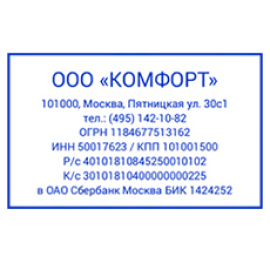 ООО «КОМФОРТ»
101000, Москва, Пятницкая ул. 30с1
тел.: (495) 142-10-82
ОГРН 1184677513162
ИНН 50017623 / КПП 101001500
Р/с 40101810845250010102
К/с 30101810400000000225
в ОАО Сбербанк Москва БИК 1424252